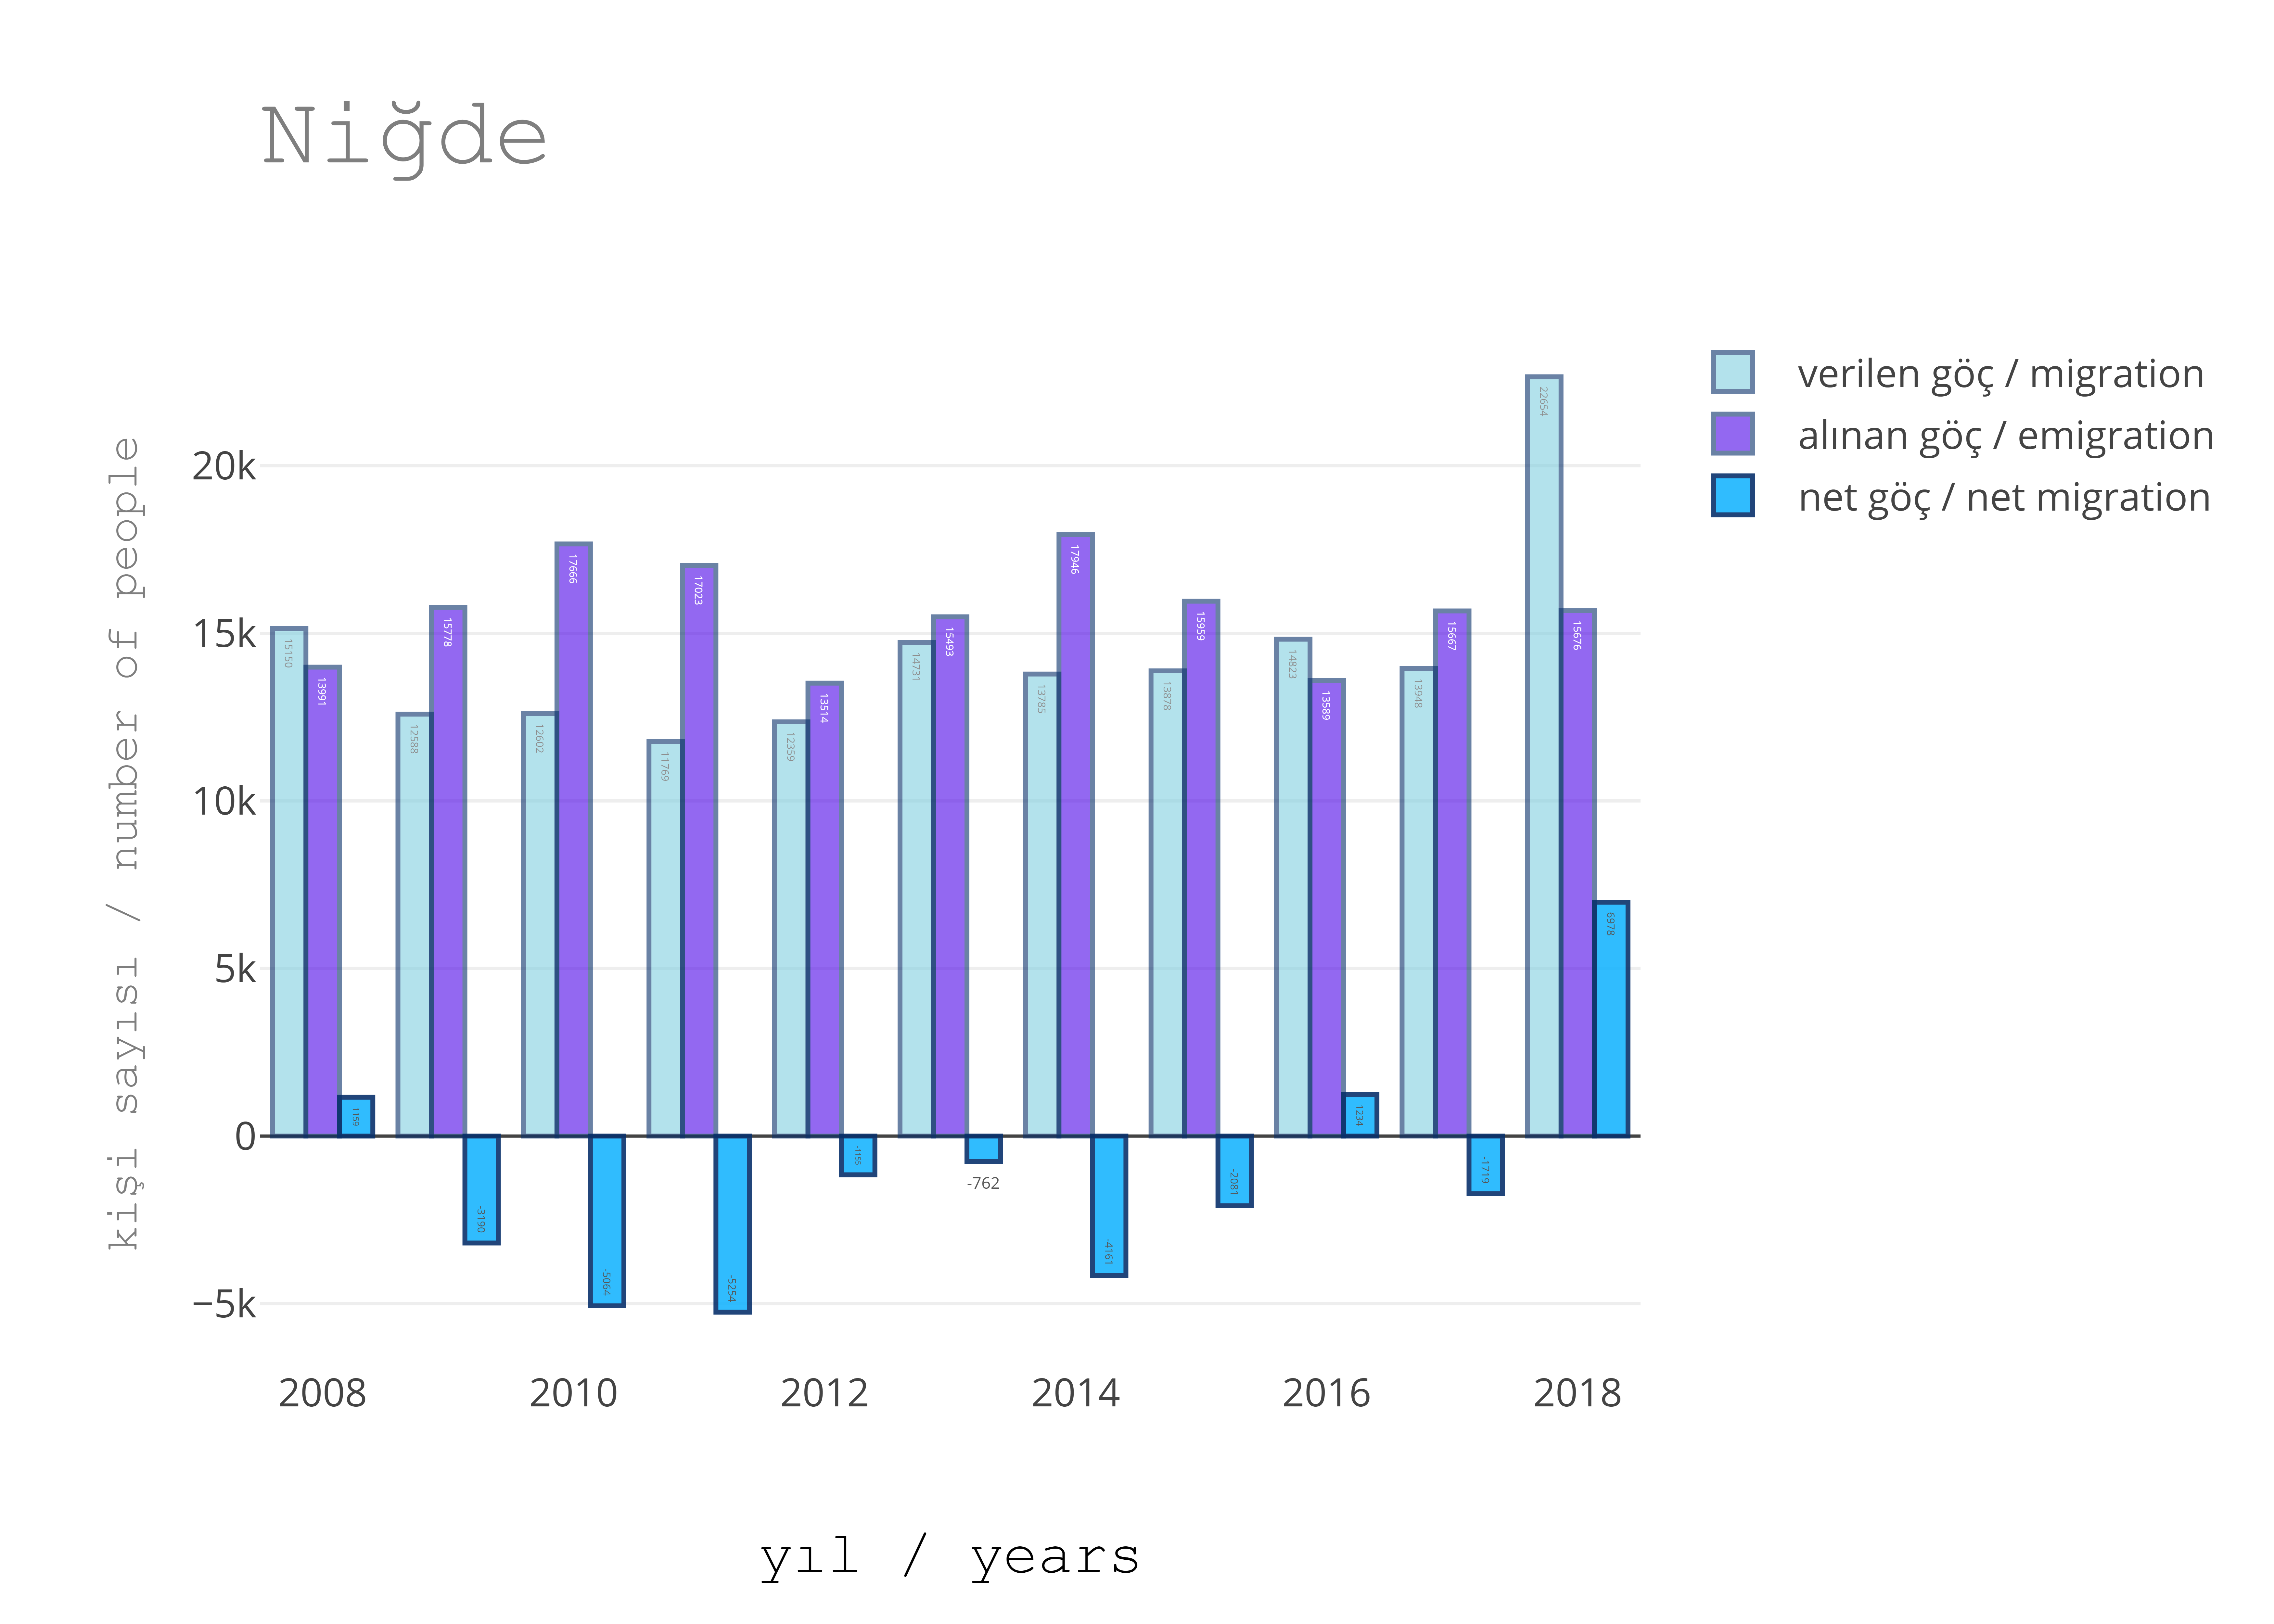 Niğde
verilen göç / migration
alınan göç / emigration
net göç / net migration
kişi sayısı / number of people
20k
15k
10k
5k
0
−5k
15150
13991
1159
12588
15778
-3190
12602
17666
-5064
11769
17023
-5254
12359
13514
-1155
14731
15493
-762
13785
17946
-4161
13878
15959
-2081
14823
13589
1234
13948
15667
-1719
22654
15676
6978
2008 2010 2012 2014 2016 2018
yıl / years